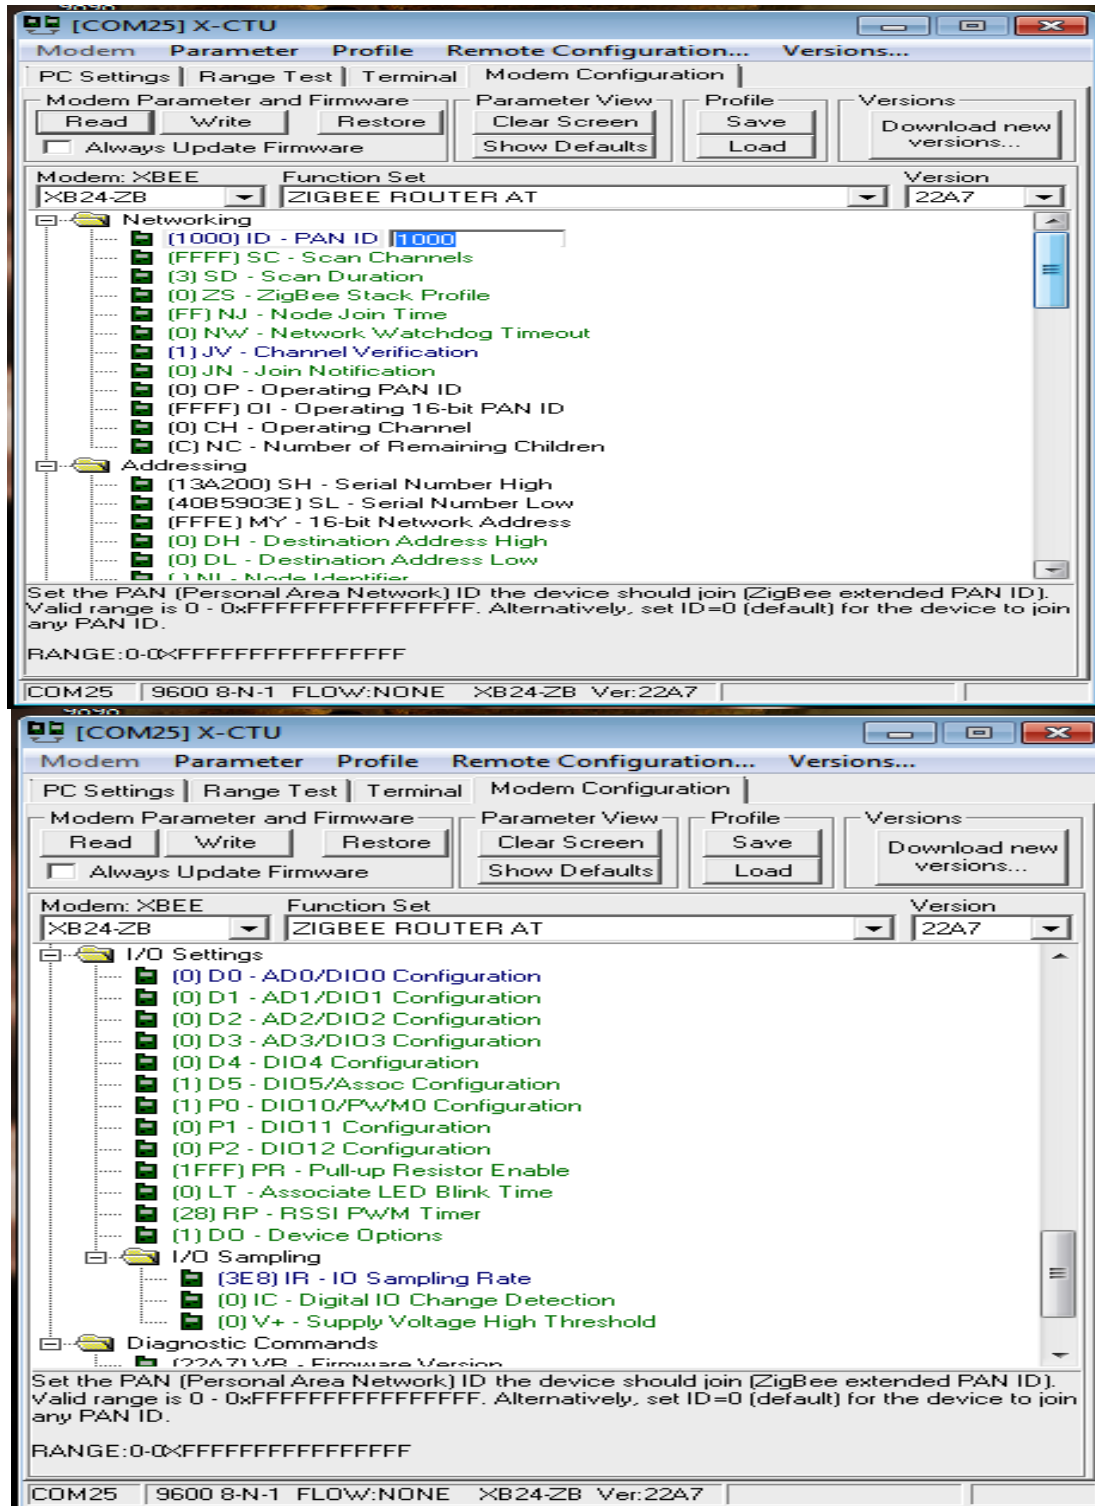 [COM25] X-CTU
Modem Parameter Profile Remote Configuration... Versions...
PC Settings Range Test Terminal Modem Configuration
Modem Parameter and Firmware Parameter View Profile Versions
Read Write Restore Clear Screen Save Download new versions...
Always Update Firmware Show Defaults Load
Modem: XBEE Function Set Version
XB24-ZB ZIGBEE ROUTER AT 22A7
Networking
(1000) ID - PAN ID 1000
(FFFF) SC - Scan Channels
(3) SD - Scan Duration
(0) ZS - ZigBee Stack Profile
(FF) NJ - Node Join Time
(0) NW - Network Watchdog Timeout
(1) JV - Channel Verification
(0) JN - Join Notification
(0) OP - Operating PAN ID
(FFFF) OI - Operating 16-bit PAN ID
(0) CH - Operating Channel
(C) NC - Number of Remaining Children
Addressing
(13A200) SH - Serial Number High
(40B5903E) SL - Serial Number Low
(FFFE) MY - 16-bit Network Address
(0) DH - Destination Address High
(0) DL - Destination Address Low
( ) NI - Node Identifier
Set the PAN (Personal Area Network) ID the device should join (ZigBee extended PAN ID).
Valid range is 0 - 0xFFFFFFFFFFFFFFFF. Alternatively, set ID=0 (default) for the device to join
any PAN ID.
RANGE:0-0XFFFFFFFFFFFFFFFF
COM25 9600 8-N-1 FLOW:NONE XB24-ZB Ver:22A7
[COM25] X-CTU
Modem Parameter Profile Remote Configuration... Versions...
PC Settings Range Test Terminal Modem Configuration
Modem Parameter and Firmware Parameter View Profile Versions
Read Write Restore Clear Screen Save Download new versions...
Always Update Firmware Show Defaults Load
Modem: XBEE Function Set Version
XB24-ZB ZIGBEE ROUTER AT 22A7
I/O Settings
(0) D0 - AD0/DIO0 Configuration
(0) D1 - AD1/DIO1 Configuration
(0) D2 - AD2/DIO2 Configuration
(0) D3 - AD3/DIO3 Configuration
(0) D4 - DIO4 Configuration
(1) D5 - DIO5/Assoc Configuration
(1) P0 - DIO10/PWM0 Configuration
(0) P1 - DIO11 Configuration
(0) P2 - DIO12 Configuration
(1FFF) PR - Pull-up Resistor Enable
(0) LT - Associate LED Blink Time
(28) RP - RSSI PWM Timer
(1) DO - Device Options
I/O Sampling
(3E8) IR - IO Sampling Rate
(0) IC - Digital IO Change Detection
(0) V+ - Supply Voltage High Threshold
Diagnostic Commands
(22A7) VR - Firmware Version
Set the PAN (Personal Area Network) ID the device should join (ZigBee extended PAN ID).
Valid range is 0 - 0xFFFFFFFFFFFFFFFF. Alternatively, set ID=0 (default) for the device to join
any PAN ID.
RANGE:0-0XFFFFFFFFFFFFFFFF
COM25 9600 8-N-1 FLOW:NONE XB24-ZB Ver:22A7